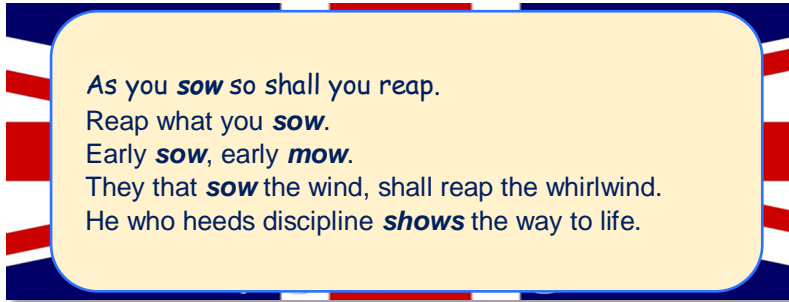 As you sow so shall you reap.
Reap what you sow.
Early sow, early mow.
They that sow the wind, shall reap the whirlwind.
He who heeds discipline shows the way to life.